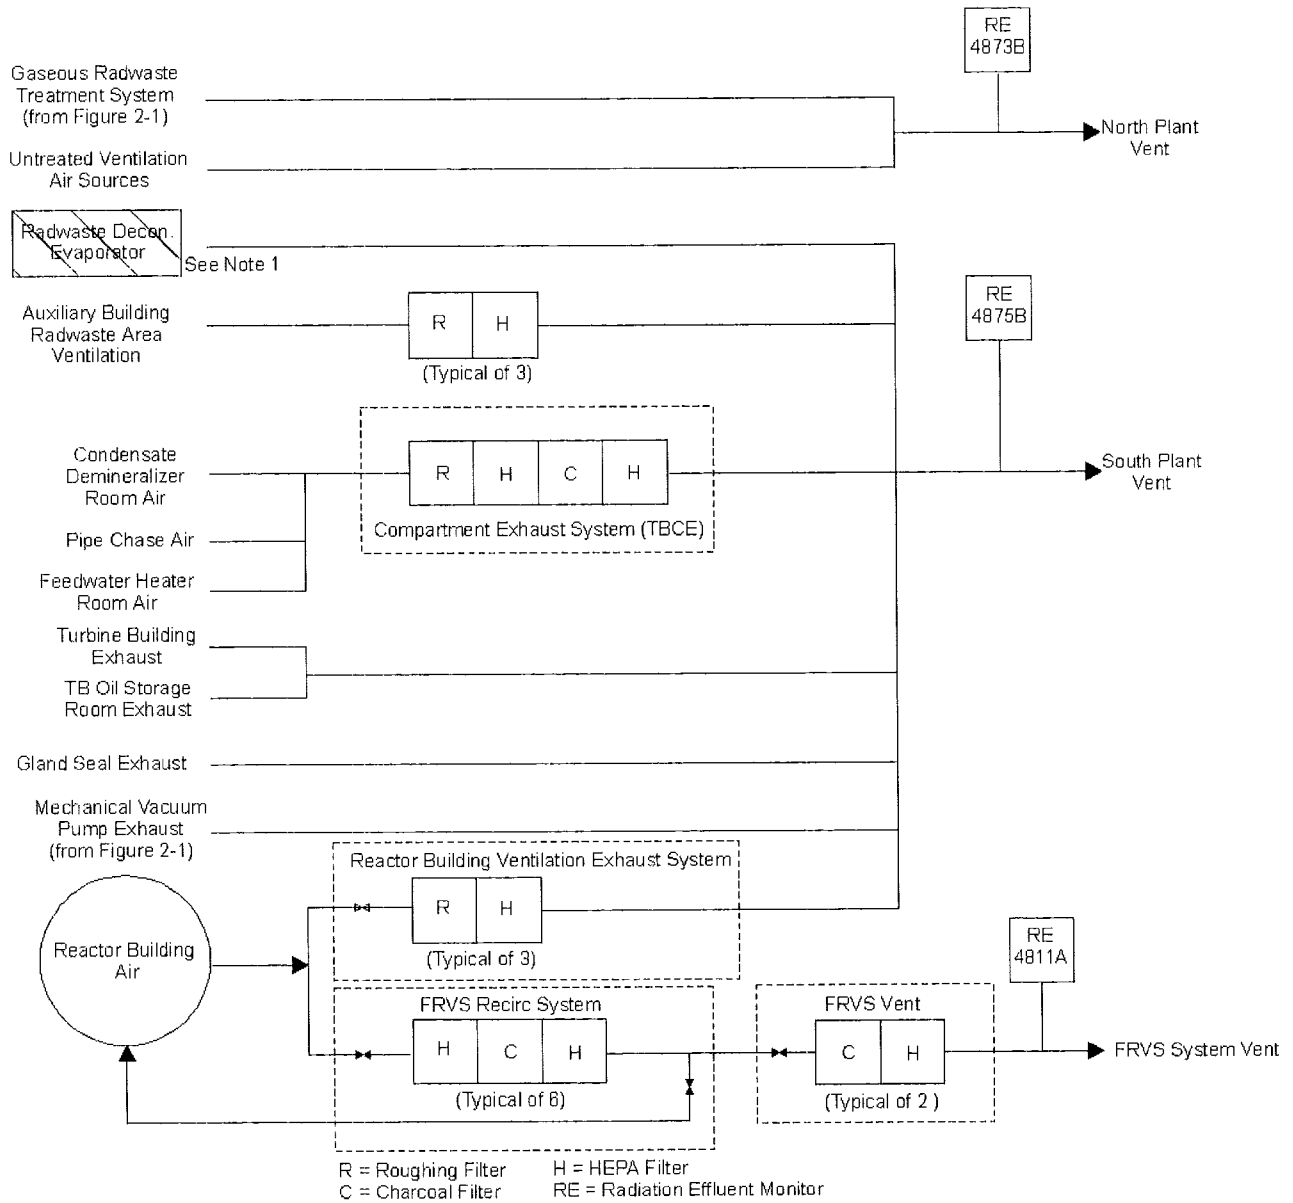 RE
4873B
Gaseous Radwaste
Treatment System
(from Figure 2-1)
North Plant
Vent
Untreated Ventilation
Air Sources
Radwaste Decon.
Evaporator
See Note 1
RE
4875B
Auxiliary Building
Radwaste Area
Ventilation
R H
(Typical of 3)
Condensate
Demineralizer
Room Air
R H C H
South Plant
Vent
Compartment Exhaust System (TBCE)
Pipe Chase Air
Feedwater Heater
Room Air
Turbine Building
Exhaust
TB Oil Storage
Room Exhaust
Gland Seal Exhaust
Mechanical Vacuum
Pump Exhaust
(from Figure 2-1)
Reactor Building Ventilation Exhaust System
R H
(Typical of 3)
Reactor Building
Air
RE
4811A
FRVS Recirc System
H C H
(Typical of 6)
FRVS Vent
C H
(Typical of 2 )
FRVS System Vent
R = Roughing Filter H = HEPA Filter
C = Charcoal Filter RE = Radiation Effluent Monitor